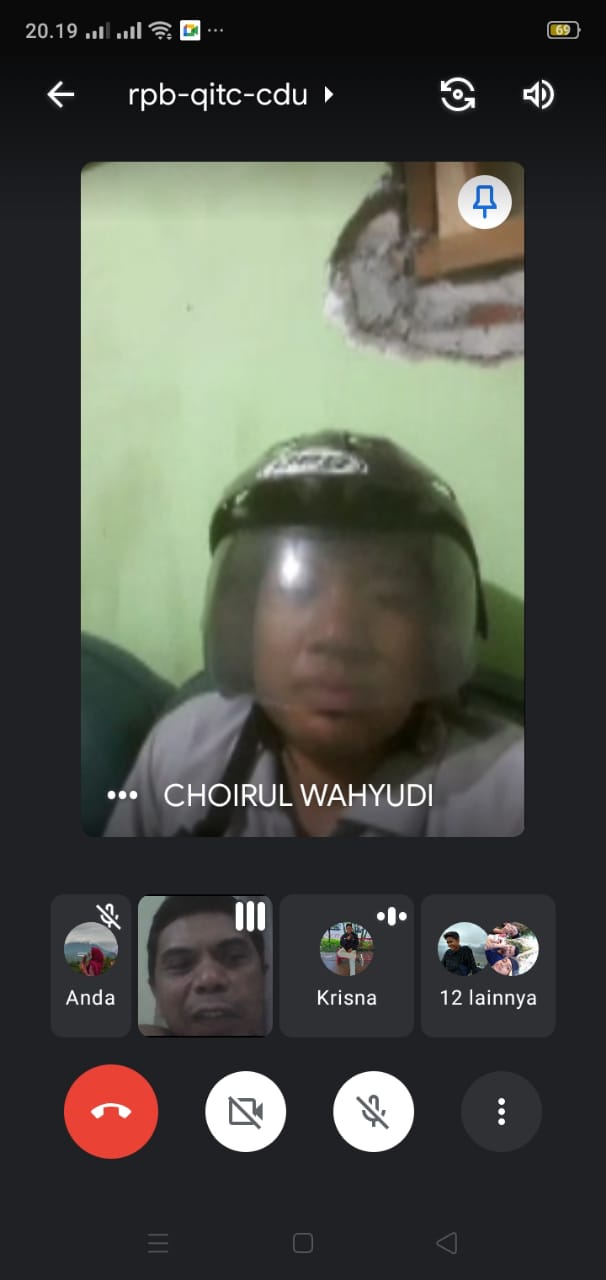 20.19
69
rpb-qitc-cdu
CHOIRUL WAHYUDI
Anda
Krisna
12 lainnya